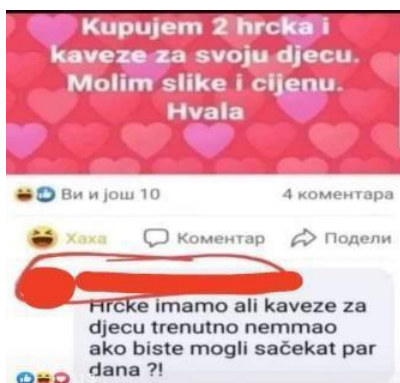 Kupujem 2 hrcka i
kaveze za svoju djecu.
Molim slike i cijenu.
Hvala
Ви и још 10 4 коментара
Хаха Коментар Подели
Hrcke imamo ali kaveze za
djecu trenutno nemmao
ako biste mogli sačekat par
dana ?!